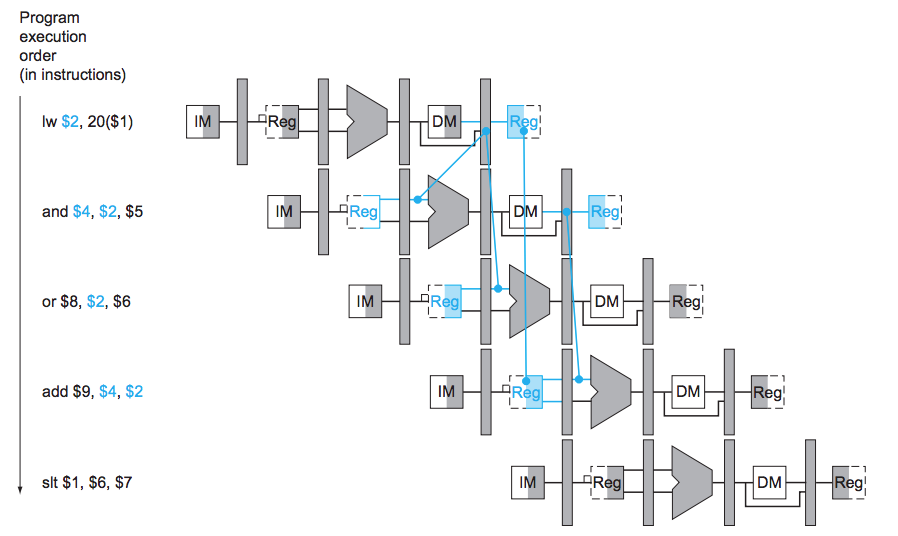 Program
execution
order
(in instructions)
lw $2, 20($1)
IM
Reg
DM
Reg
and $4, $2, $5
IM
Reg
DM
Reg
or $8, $2, $6
IM
Reg
DM
Reg
add $9, $4, $2
IM
Reg
DM
Reg
slt $1, $6, $7
IM
Reg
DM
Reg